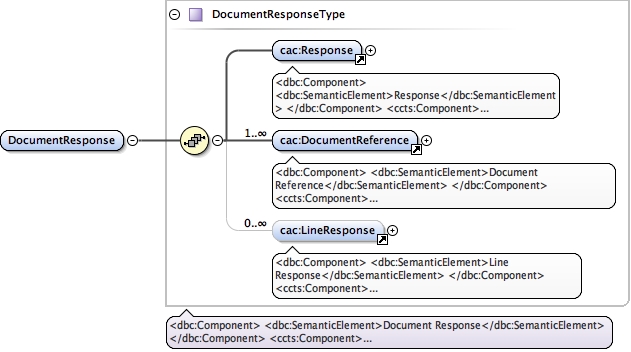 DocumentResponseType
cac:Response
<dbc:Component>
<dbc:SemanticElement>Response</dbc:SemanticElement
> </dbc:Component> <ccts:Component>...
DocumentResponse
1..∞
cac:DocumentReference
<dbc:Component> <dbc:SemanticElement>Document
Reference</dbc:SemanticElement> </dbc:Component>
<ccts:Component>...
0..∞
cac:LineResponse
<dbc:Component> <dbc:SemanticElement>Line
Response</dbc:SemanticElement> </dbc:Component>
<ccts:Component>...
<dbc:Component> <dbc:SemanticElement>Document Response</dbc:SemanticElement>
</dbc:Component> <ccts:Component>...